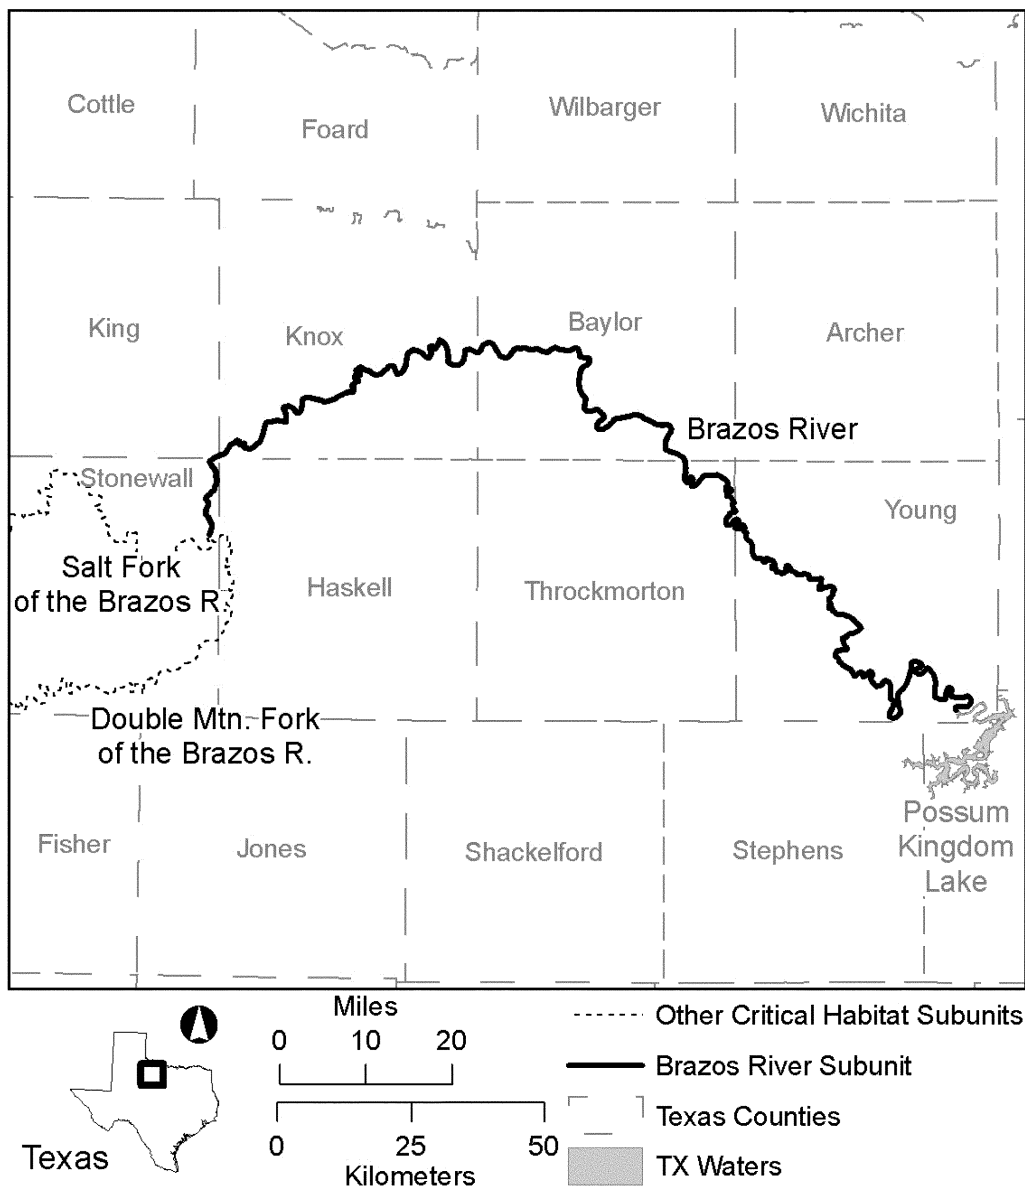 Cottle
Foard
Wilbarger
Wichita
King
Knox
Baylor
Archer
Brazos River
Stonewall
Young
Salt Fork
of the Brazos R.
Haskell
Throckmorton
Double Mtn. Fork
of the Brazos R.
Fisher
Jones
Shackelford
Stephens
Possum
Kingdom
Lake
Miles
0 10 20
0 25 50
Kilometers
Texas
Other Critical Habitat Subunits
Brazos River Subunit
Texas Counties
TX Waters